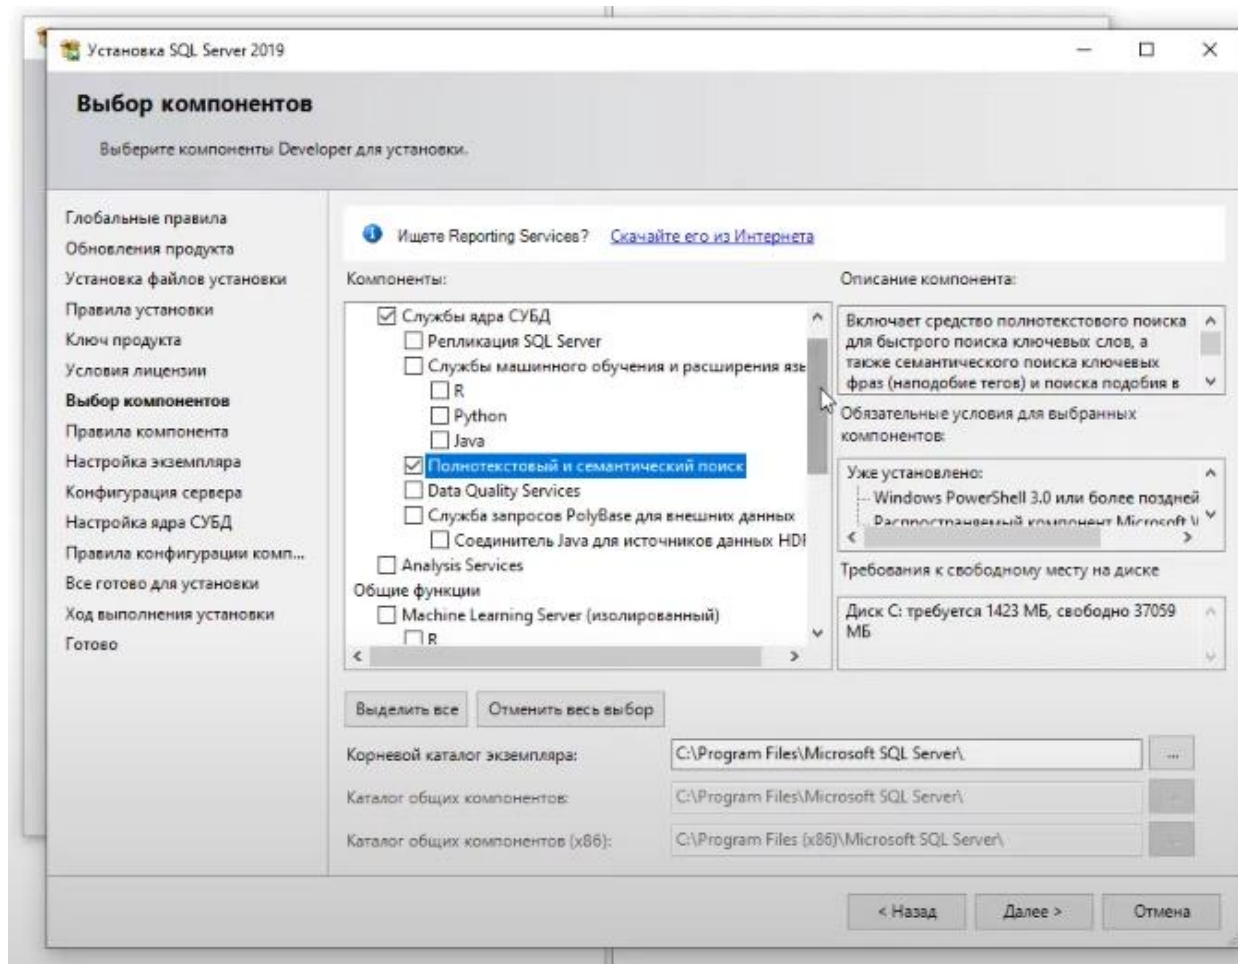 Установка SQL Server 2019
Выбор компонентов
Выберите компоненты Developer для установки.
Глобальные правила
Обновления продукта
Установка файлов установки
Правила установки
Ключ продукта
Условия лицензии
Выбор компонентов
Правила компонента
Настройка экземпляра
Конфигурация сервера
Настройка ядра СУБД
Правила конфигурации комп...
Все готово для установки
Ход выполнения установки
Готово
Ищете Reporting Services? Скачайте его из Интернета
Компоненты:
Службы ядра СУБД
Репликация SQL Server
Службы машинного обучения и расширения язы
R
Python
Java
Полнотекстовый и семантический поиск
Data Quality Services
Служба запросов PolyBase для внешних данных
Соединитель Java для источников данных HDF
Analysis Services
Общие функции
Machine Learning Server (изолированный)
R
Описание компонента:
Включает средство полнотекстового поиска
для быстрого поиска ключевых слов, а
также семантического поиска ключевых
фраз (наподобие тегов) и поиска подобия в
Обязательные условия для выбранных
компонентов:
Уже установлено:
Windows PowerShell 3.0 или более поздней
Распространяемый компонент Microsoft V
Требования к свободному месту на диске
Диск C: требуется 1423 МБ, свободно 37059
МБ
Выделить все
Отменить весь выбор
Корневой каталог экземпляра: C:\Program Files\Microsoft SQL Server\ ...
Каталог общих компонентов: C:\Program Files\Microsoft SQL Server\ ...
Каталог общих компонентов (x86): C:\Program Files (x86)\Microsoft SQL Server\ ...
< Назад
Далее >
Отмена